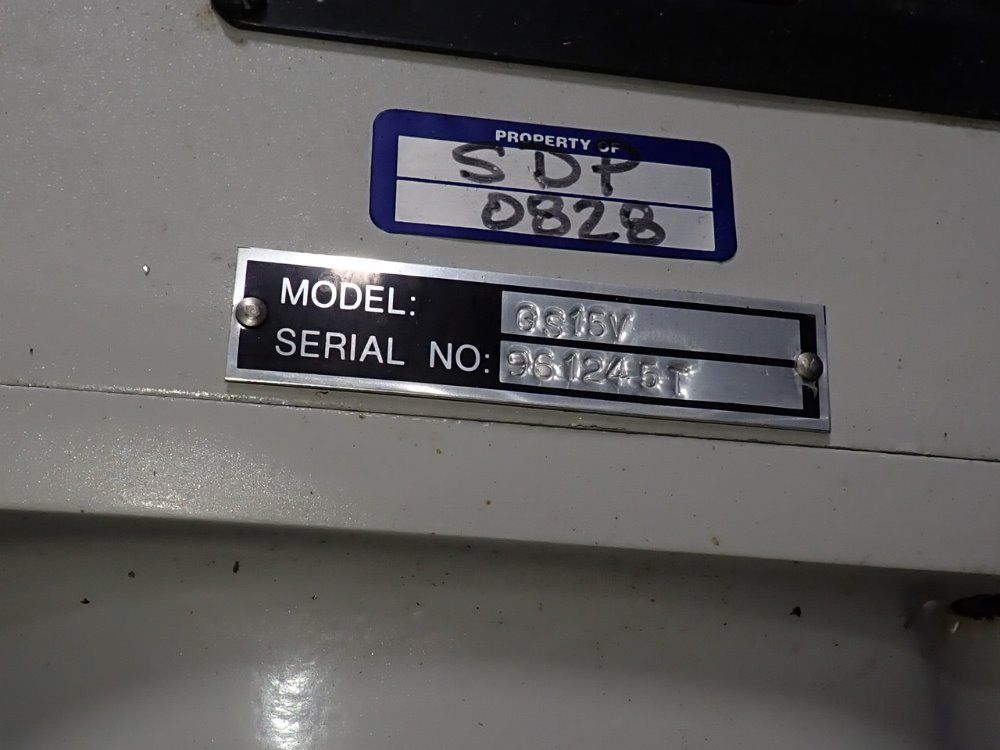 PROPERTY OF
SDP
0828
MODEL: GS15V
SERIAL NO: 961245T